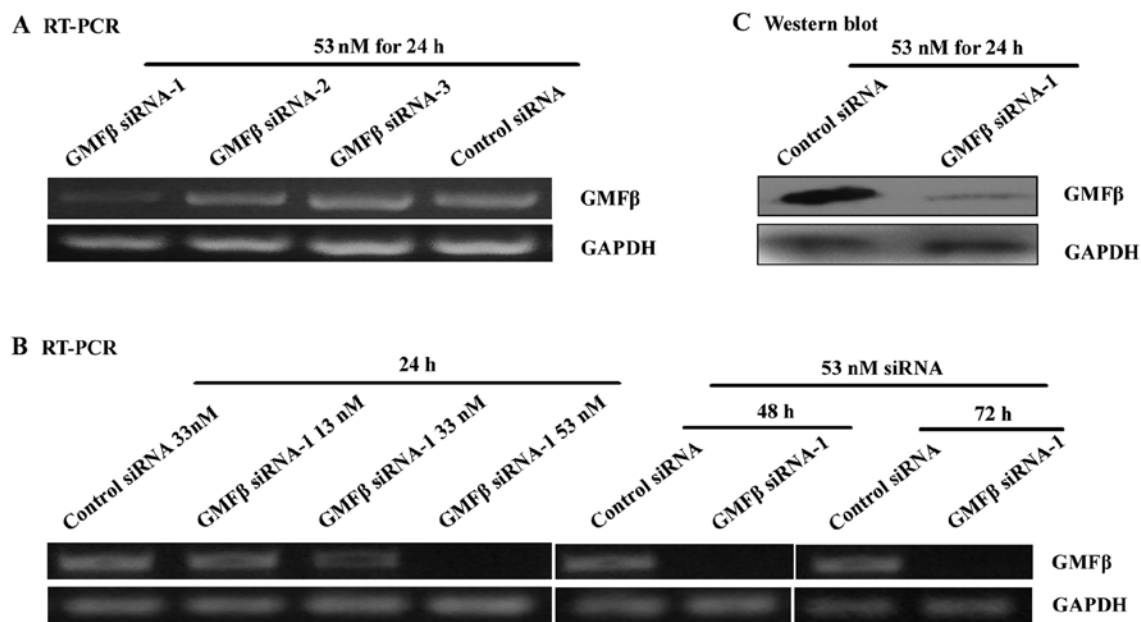 A RT-PCR
53 nM for 24 h
GMFβ siRNA-1
GMFβ siRNA-2
GMFβ siRNA-3
Control siRNA
GMFβ
GAPDH
C Western blot
53 nM for 24 h
Control siRNA
GMFβ siRNA-1
GMFβ
GAPDH
B RT-PCR
24 h
53 nM siRNA
48 h
72 h
Control siRNA 33nM
GMFβ siRNA-1 13 nM
GMFβ siRNA-1 33 nM
GMFβ siRNA-1 53 nM
Control siRNA
GMFβ siRNA-1
Control siRNA
GMFβ siRNA-1
GMFβ
GAPDH